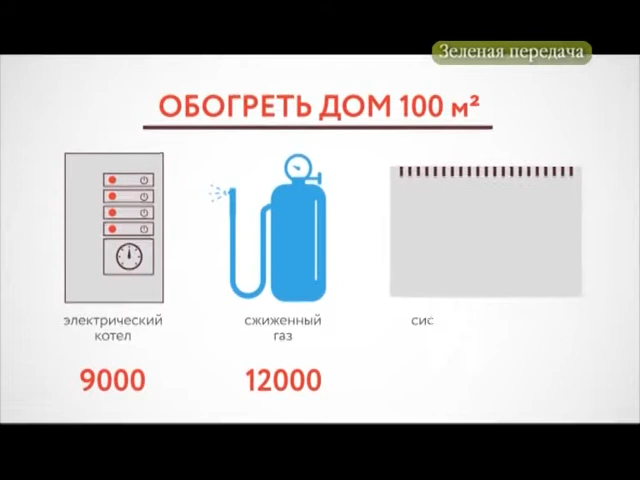 Зеленая передача
ОБОГРЕТЬ ДОМ 100 м²
электрический
котел
сжиженный
газ
сис
9000
12000